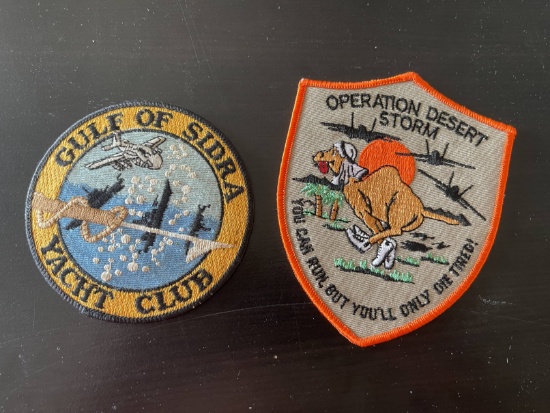 GULF OF SIDRA
YACHT CLUB
OPERATION DESERT
STORM
YOU CAN RUN, BUT YOU'LL ONLY DIE TIRED!